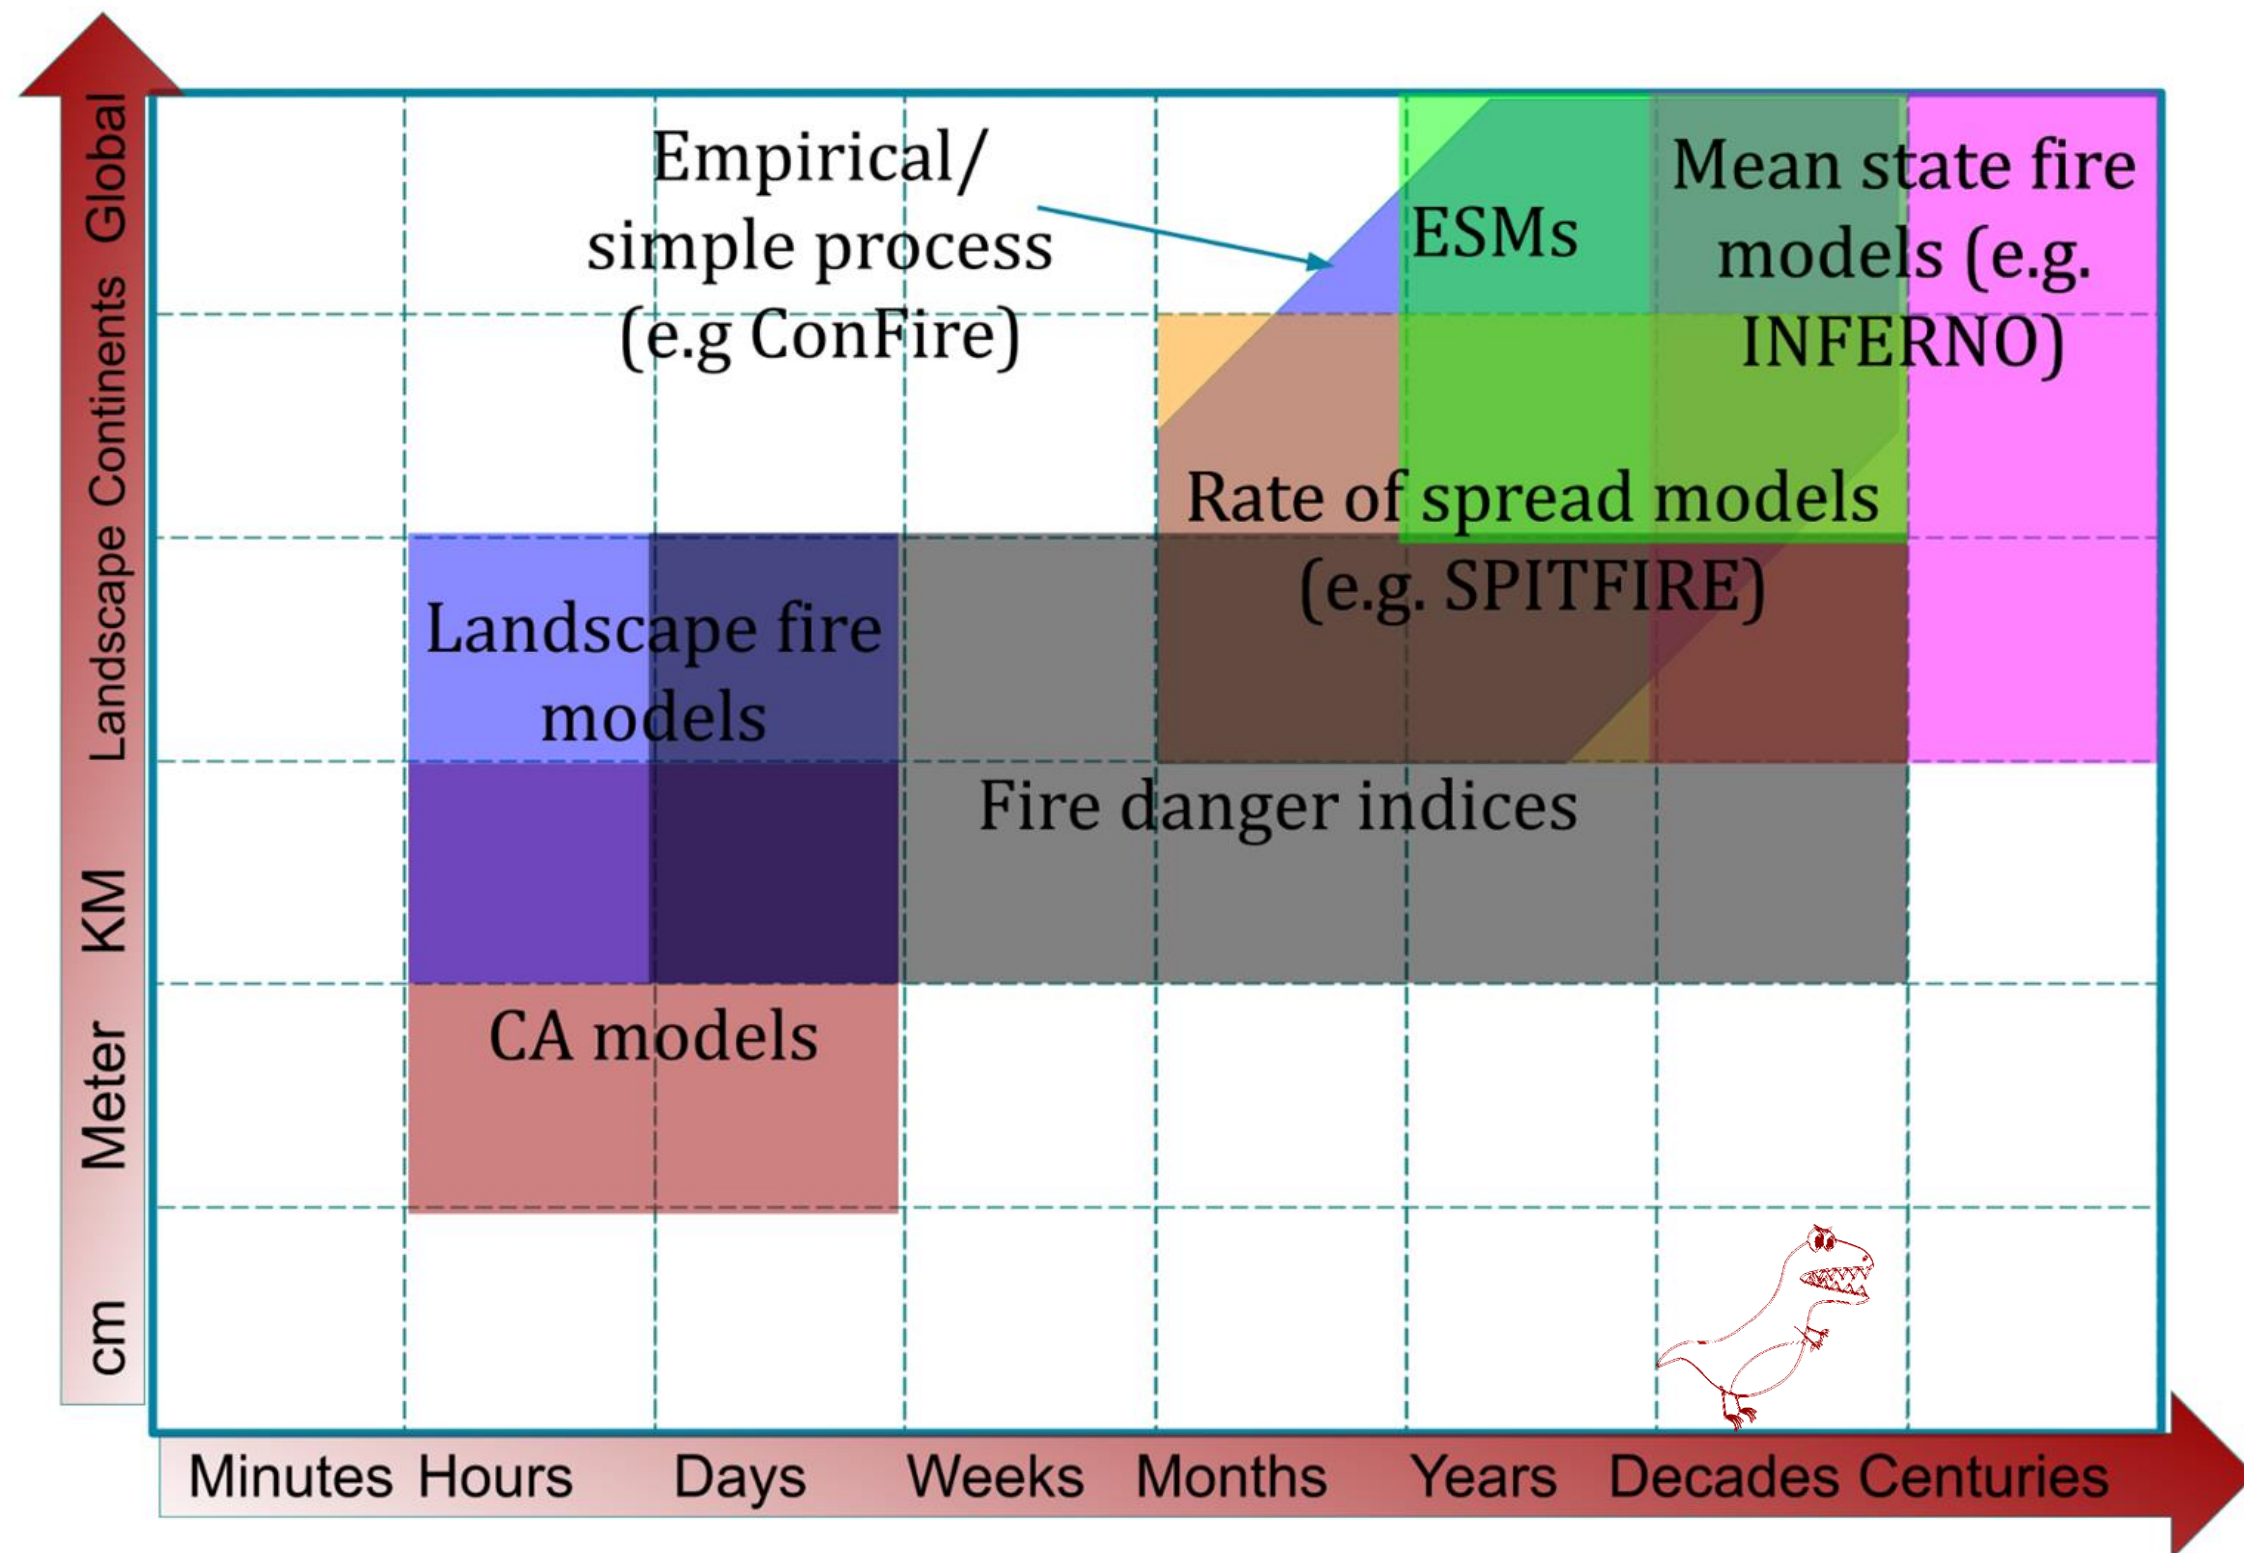 Global
Continents
Landscape
KM
Meter
cm
Empirical/
simple process
(e.g ConFire)
ESMs
Mean state fire
models (e.g.
INFERNO)
Rate of spread models
(e.g. SPITFIRE)
Landscape fire
models
Fire danger indices
CA models
Minutes Hours Days Weeks Months Years Decades Centuries